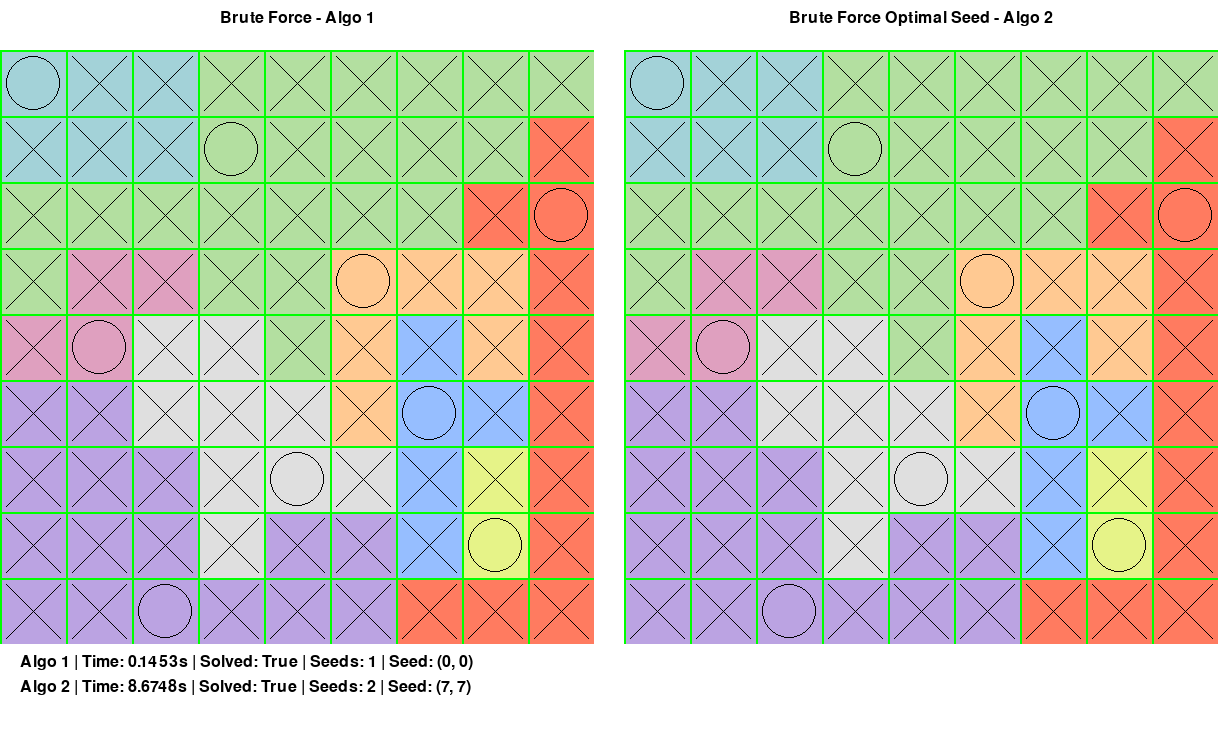 Brute Force - Algo 1
Brute Force Optimal Seed - Algo 2
Algo 1 | Time: 0.1453s | Solved: True | Seeds: 1 | Seed: (0, 0)
Algo 2 | Time: 8.6748s | Solved: True | Seeds: 2 | Seed: (7, 7)